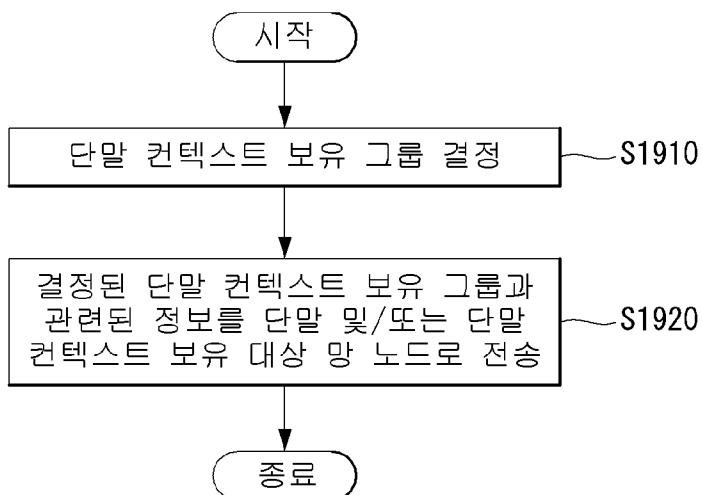 시작
단말 컨텍스트 보유 그룹 결정
S1910
결정된 단말 컨텍스트 보유 그룹과
관련된 정보를 단말 및/또는 단말
컨텍스트 보유 대상 망 노드로 전송
S1920
종료